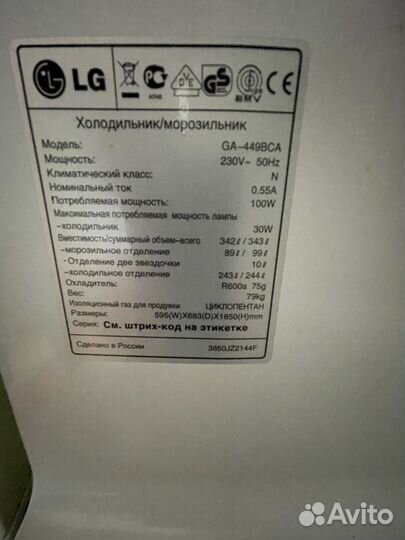 LG
Холодильник/морозильник
Модель: GA-449BCA
Мощность: 230V~ 50Hz
Климатический класс: N
Номинальный ток 0.55A
Потребляемая мощность: 100W
Максимальная потребляемая мощность лампы
-холодильник 30W
Вместимость/суммарный объем-всего 342ℓ / 343ℓ
-морозильное отделение 89ℓ / 99ℓ
• Отделение две звездочки 10ℓ
-холодильное отделение 243ℓ / 244ℓ
Охладитель: R600a 75g
Вес: 79kg
Изоляционый газ для продувки ЦИКЛОПЕНТАН
Размеры: 595(W)X683(D)X1850(H)mm
Серия: См. штрих-код на этикетке
Сделано в России 3850JZ2144F
Avito